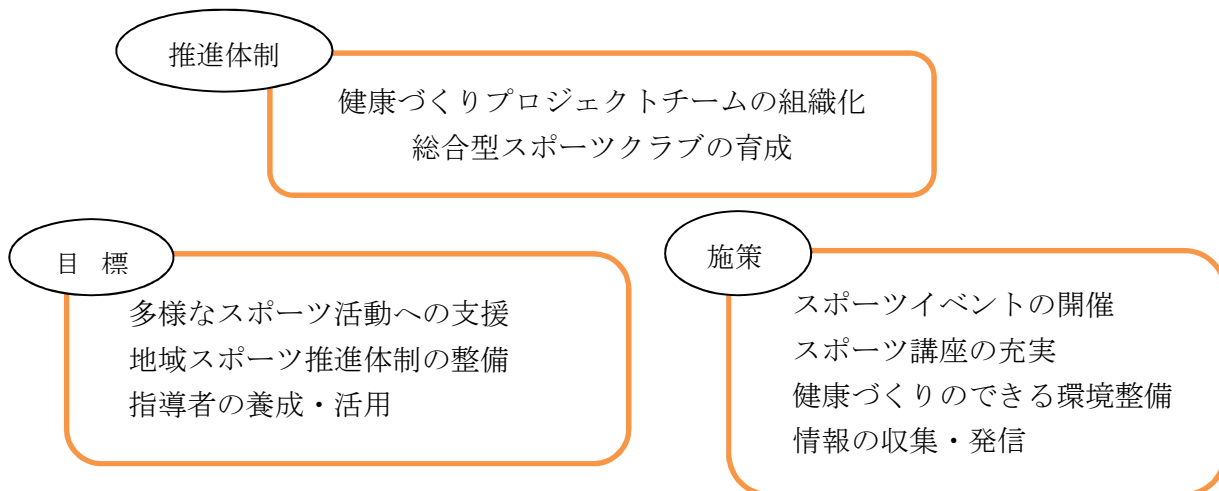 推進体制
健康づくりプロジェクトチームの組織化
総合型スポーツクラブの育成
目 標
多様なスポーツ活動への支援
地域スポーツ推進体制の整備
指導者の養成・活用
施策
スポーツイベントの開催
スポーツ講座の充実
健康づくりのできる環境整備
情報の収集・発信